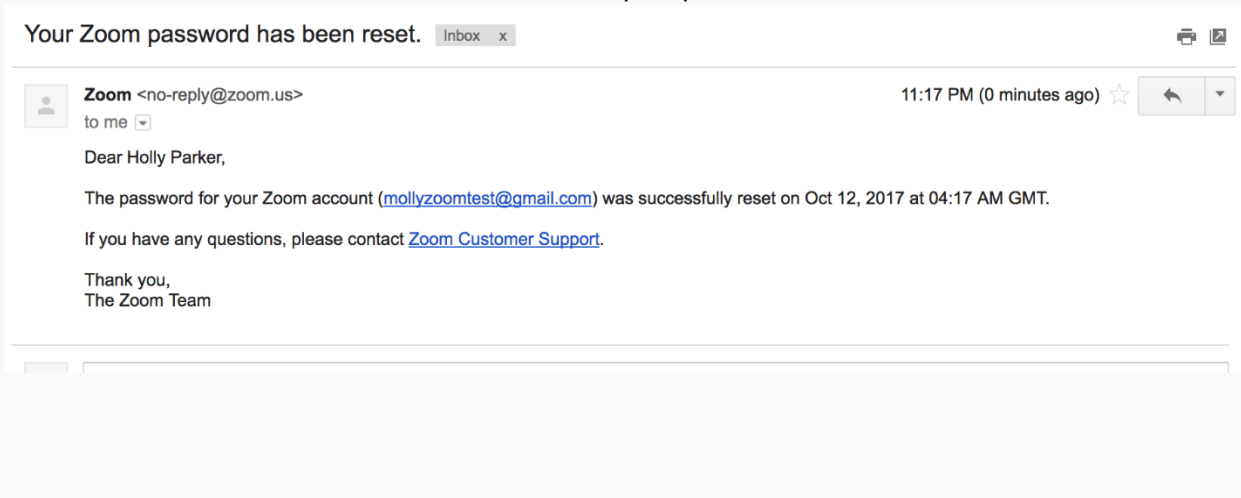 Your Zoom password has been reset. Inbox x
Zoom <no-reply@zoom.us> 11:17 PM (0 minutes ago)
to me
Dear Holly Parker,
The password for your Zoom account (mollyzoomtest@gmail.com) was successfully reset on Oct 12, 2017 at 04:17 AM GMT.
If you have any questions, please contact Zoom Customer Support.
Thank you,
The Zoom Team